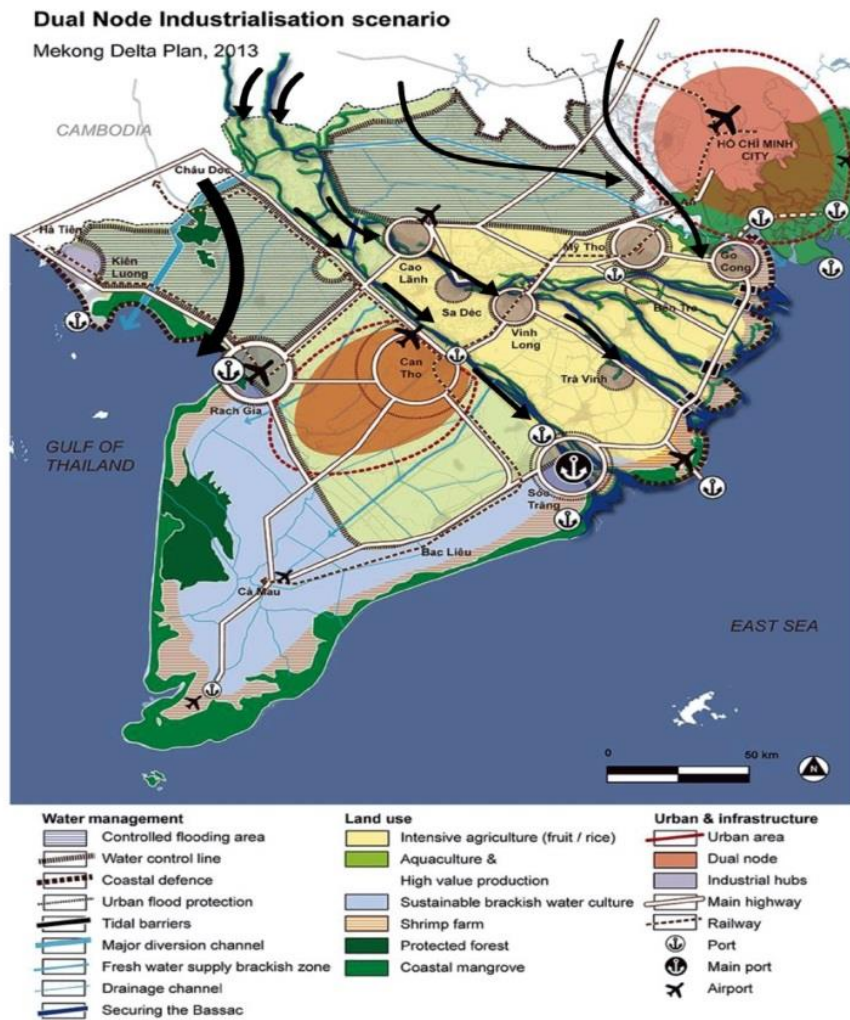 Dual Node Industrialisation scenario
Mekong Delta Plan, 2013
CAMBODIA
HO CHÍ MINH
CITY
Châu Dốc
Hà Tiên
Kiên
Luong
Mỹ Tho
Go
Cong
Cao
Lãnh
Sa Déc
Bến Tre
Vinh
Long
Can
Tho
Trà Vinh
Rach Gia
GULF OF
THAILAND
Sóc
Trăng
Bac Liêu
Cà Mau
EAST SEA
0 50 km
N
Water management
Controlled flooding area
Water control line
Coastal defence
Urban flood protection
Tidal barriers
Major diversion channel
Fresh water supply brackish zone
Drainage channel
Securing the Bassac
Land use
Intensive agriculture (fruit / rice)
Aquaculture &
High value production
Sustainable brackish water culture
Shrimp farm
Protected forest
Coastal mangrove
Urban & infrastructure
Urban area
Dual node
Industrial hubs
Main highway
Railway
Port
Main port
Airport